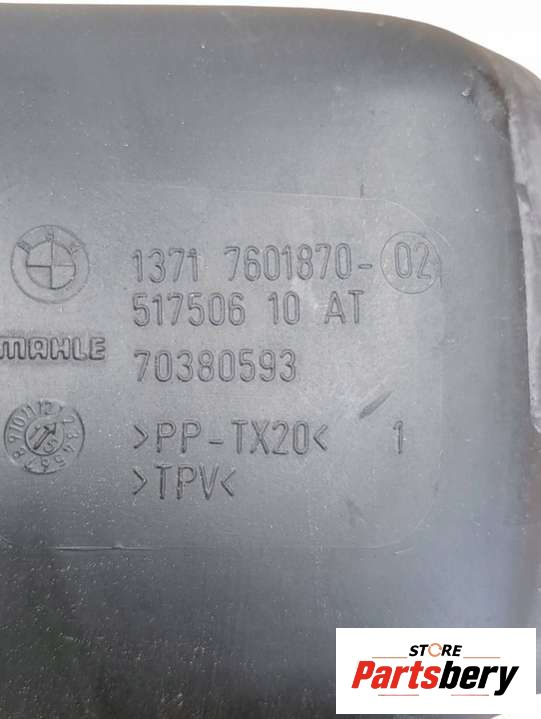 1371 7601870-02
517506 10 AT
MAHLE
70380593
>PP-TX20< 1
>TPV<
STORE
Partsbery